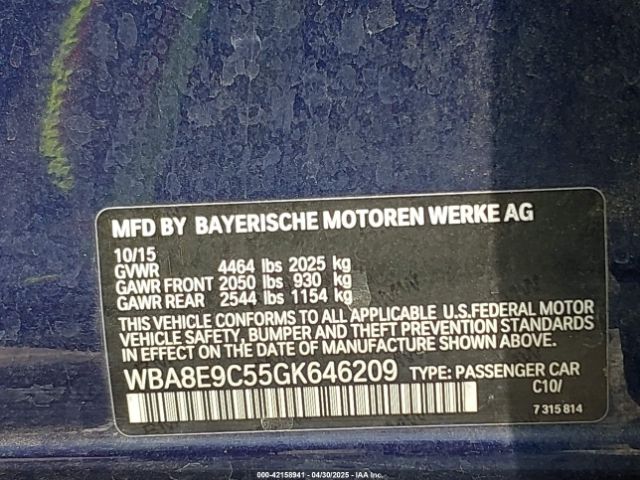 MFD BY BAYERISCHE MOTOREN WERKE AG
10/15
GVWR 4464 lbs 2025 kg
GAWR FRONT 2050 lbs 930 kg
GAWR REAR 2544 lbs 1154 kg
THIS VEHICLE CONFORMS TO ALL APPLICABLE U.S.FEDERAL MOTOR
VEHICLE SAFETY, BUMPER AND THEFT PREVENTION STANDARDS
IN EFFECT ON THE DATE OF MANUFACTURE SHOWN ABOVE.
WBA8E9C55GK646209 TYPE: PASSENGER CAR
C10/
7 315 814
000-42158941 - 04/30/2025 - IAA Inc.